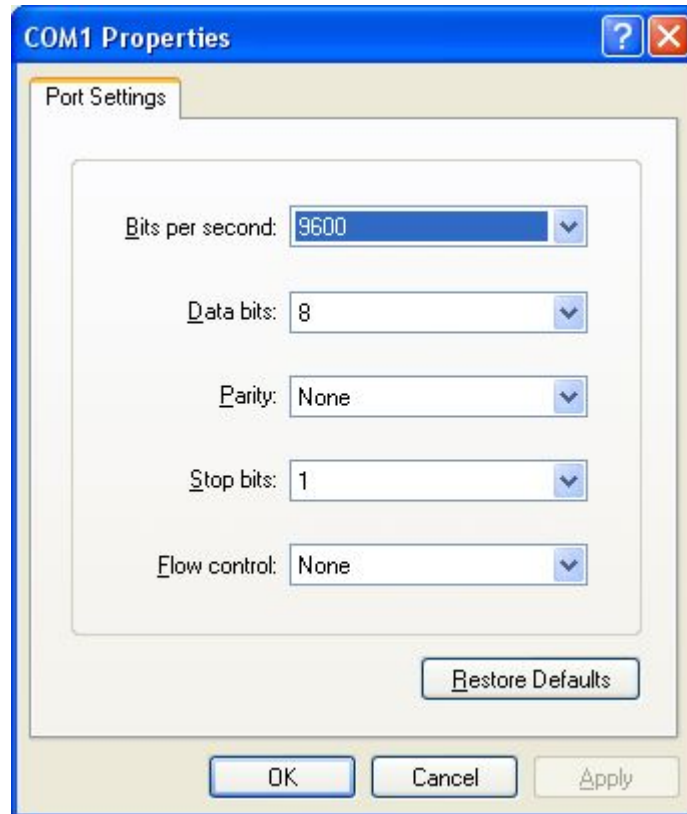 COM1 Properties
Port Settings
Bits per second: 9600
Data bits: 8
Parity: None
Stop bits: 1
Flow control: None
Restore Defaults
OK Cancel Apply